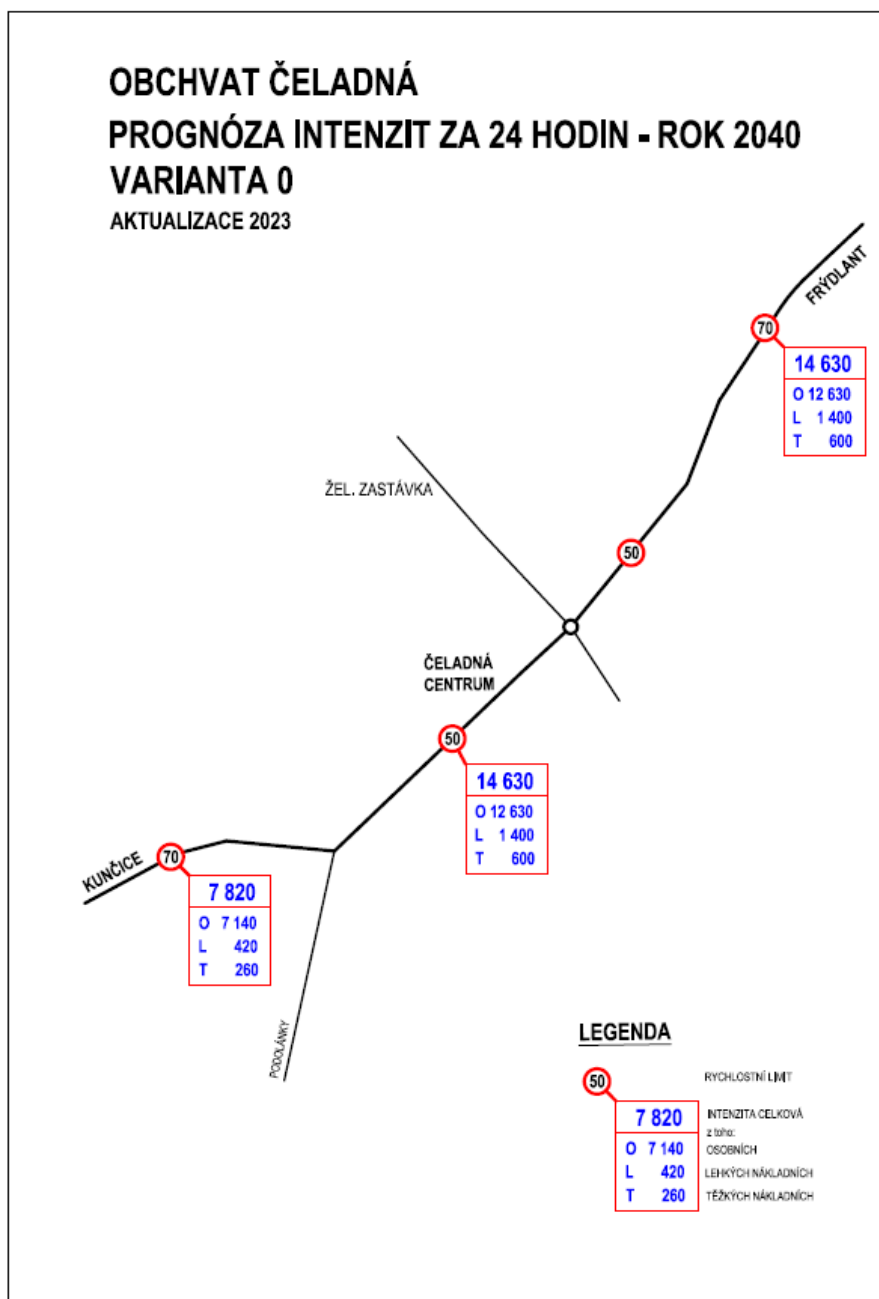 OBCHVAT ČELADNÁ
PROGNÓZA INTENZIT ZA 24 HODIN - ROK 2040
VARIANTA 0
AKTUALIZACE 2023
FRÝDLANT
70
14 630
O 12 630
L 1 400
T 600
ŽEL. ZASTÁVKA
50
ČELADNÁ
CENTRUM
50
14 630
O 12 630
L 1 400
T 600
KUNČICE
70
7 820
O 7 140
L 420
T 260
PODOLÁNKY
LEGENDA
50
RYCHLOSTNÍ LIMIT
7 820 INTENZITA CELKOVÁ
z toho:
O 7 140 OSOBNÍCH
L 420 LEHKÝCH NÁKLADNÍCH
T 260 TĚŽKÝCH NÁKLADNÍCH